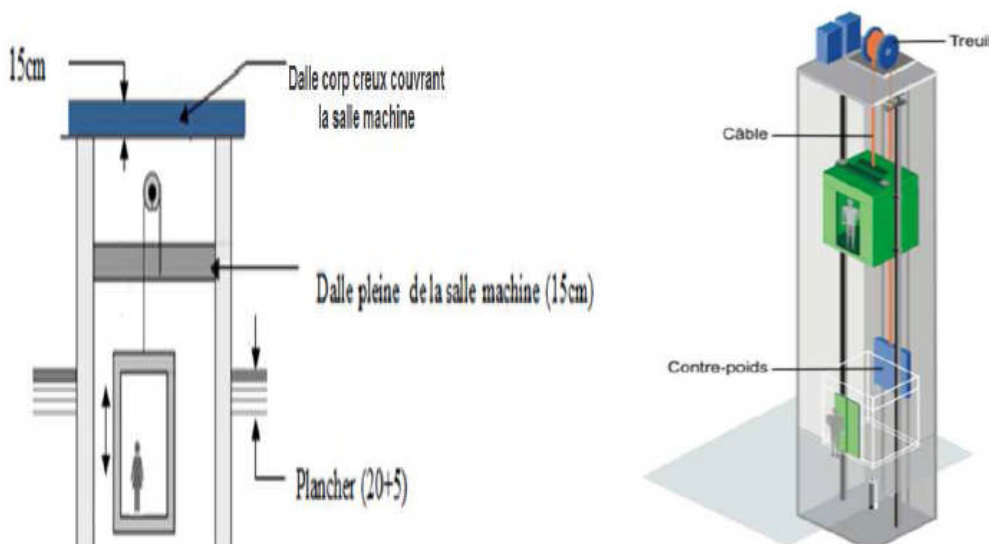 15cm
Dalle corp creux couvrant
la salle machine
Dalle pleine de la salle machine (15cm)
Plancher (20+5)
Treuil
Câble
Contre-poids